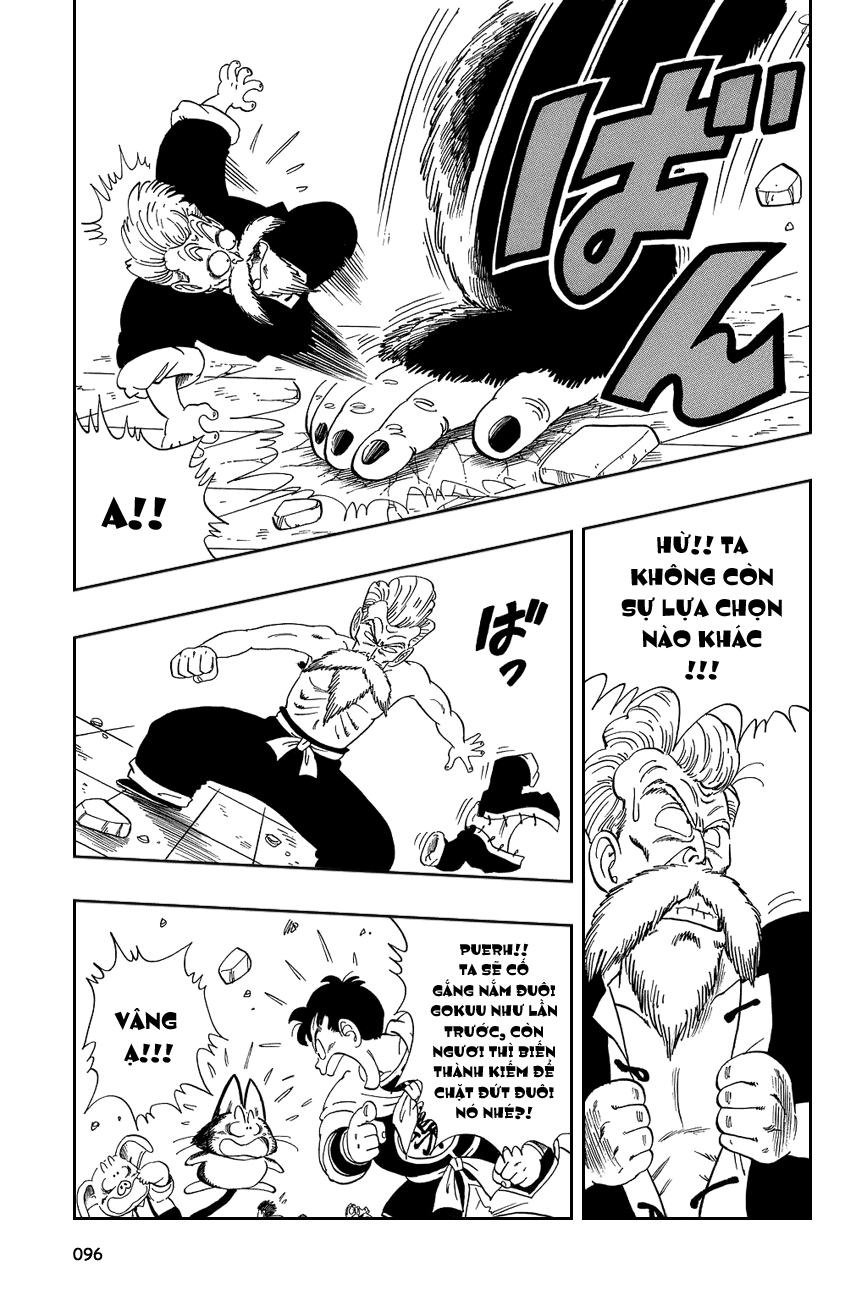 ばん
A!!
HỪ!! TA
KHÔNG CÒN
SỰ LỰA CHỌN
NÀO KHÁC
!!!
ばっ
PUERH!!
TA SẼ CỐ
GẮNG NẮM ĐUÔI
GOKUU NHƯ LẦN
TRƯỚC, CÒN
NGƯƠI THÌ BIẾN
THÀNH KIẾM ĐỂ
CHẶT ĐỨT ĐUÔI
NÓ NHÉ?!
VÂNG
Ạ!!!
096